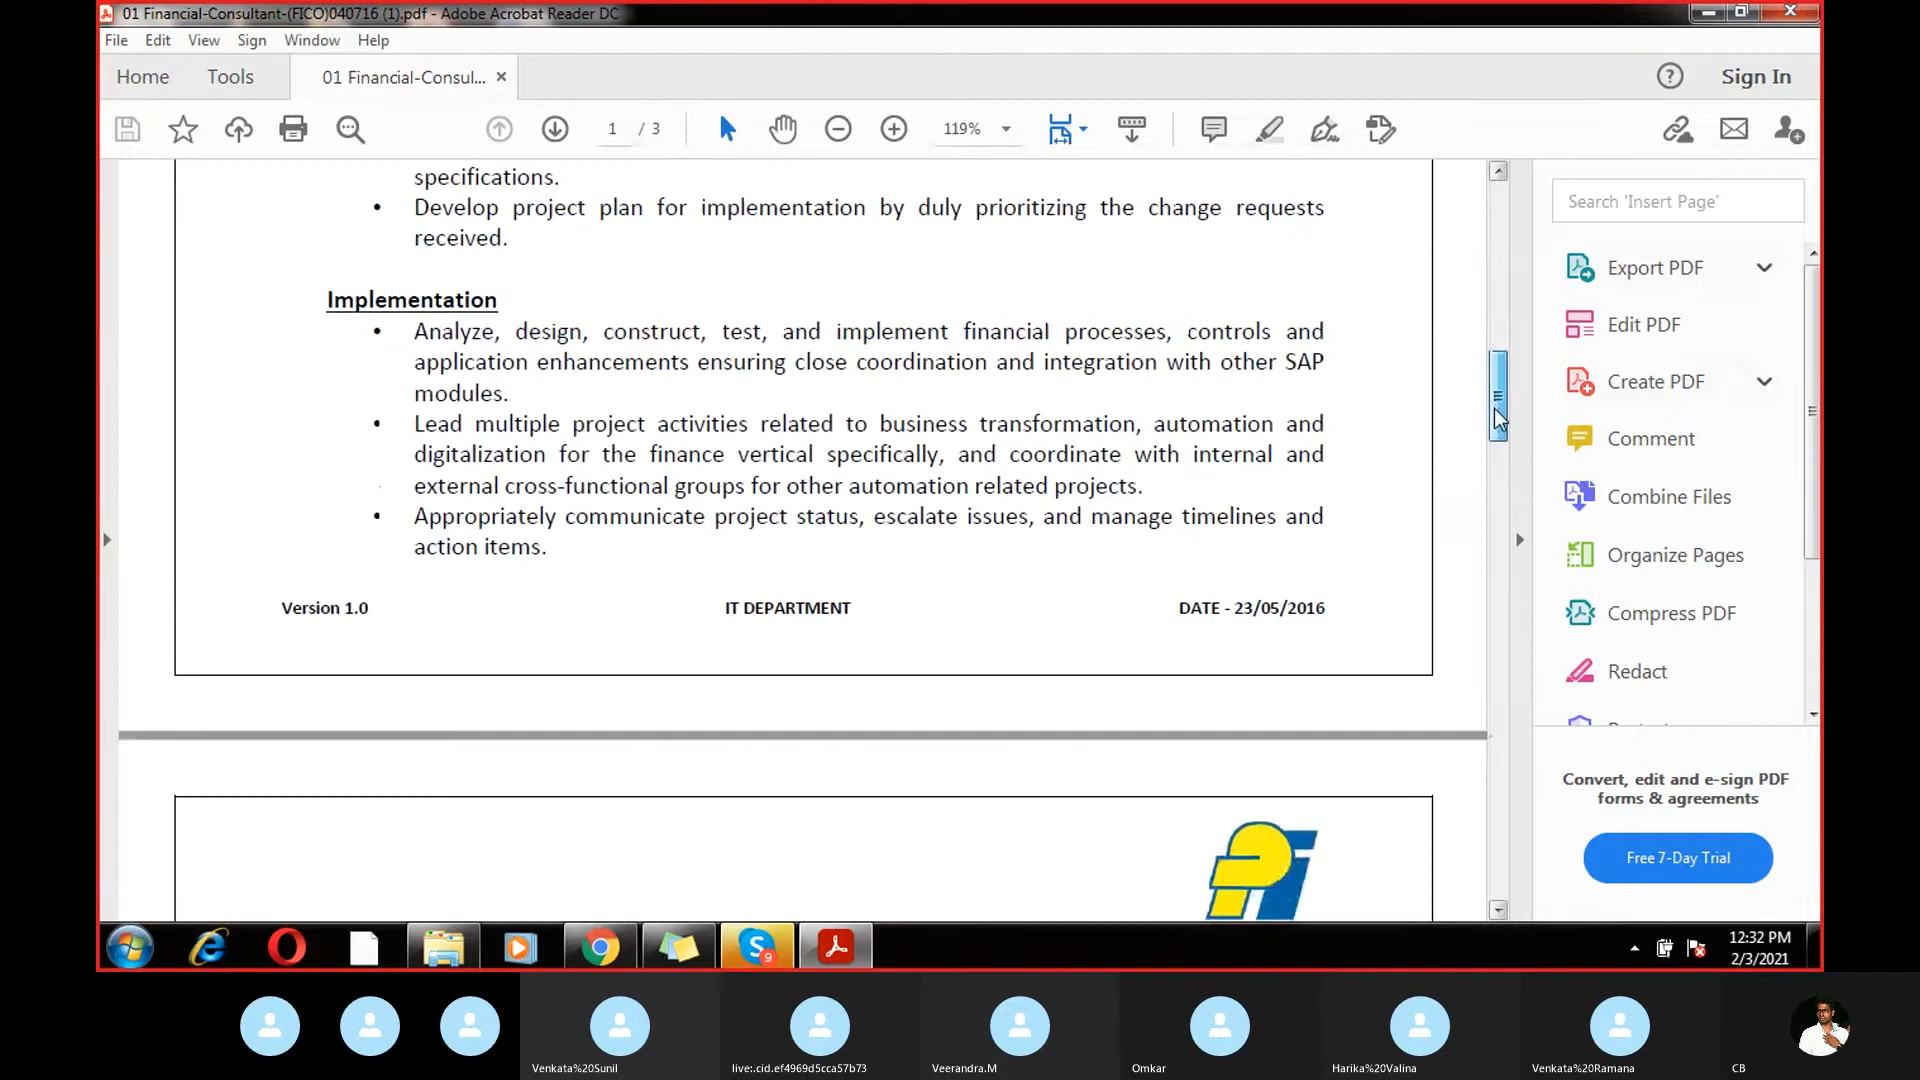 01 Financial-Consultant-(FICO)040716 (1).pdf - Adobe Acrobat Reader DC
File Edit View Sign Window Help
Home Tools 01 Financial-Consul... Sign In
1 / 3 119%
specifications.
• Develop project plan for implementation by duly prioritizing the change requests
received.
Implementation
• Analyze, design, construct, test, and implement financial processes, controls and
application enhancements ensuring close coordination and integration with other SAP
modules.
• Lead multiple project activities related to business transformation, automation and
digitalization for the finance vertical specifically, and coordinate with internal and
external cross-functional groups for other automation related projects.
• Appropriately communicate project status, escalate issues, and manage timelines and
action items.
Version 1.0 IT DEPARTMENT DATE - 23/05/2016
Search 'Insert Page'
Export PDF
Edit PDF
Create PDF
Comment
Combine Files
Organize Pages
Compress PDF
Redact
Convert, edit and e-sign PDF
forms & agreements
Free 7-Day Trial
9
12:32 PM
2/3/2021
Venkata%20Sunil live:.cid.ef4969d5cca57b73 Veerandra.M Omkar Harika%20Valina Venkata%20Ramana CB